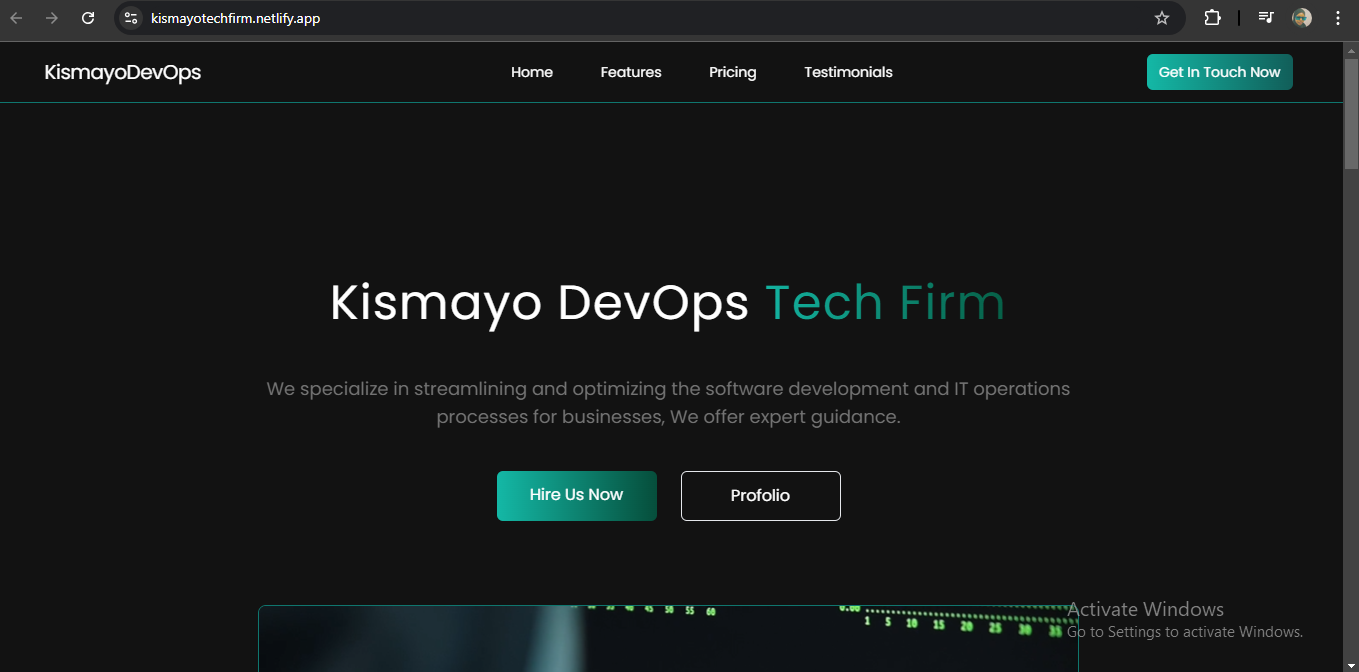 kismayotechfirm.netlify.app
KismayoDevOps
Home
Features
Pricing
Testimonials
Get In Touch Now
Kismayo DevOps Tech Firm
We specialize in streamlining and optimizing the software development and IT operations
processes for businesses, We offer expert guidance.
Hire Us Now
Profolio
45 50 55 60
0.00
1 5 10 15 20 25 30 35
Activate Windows
Go to Settings to activate Windows.